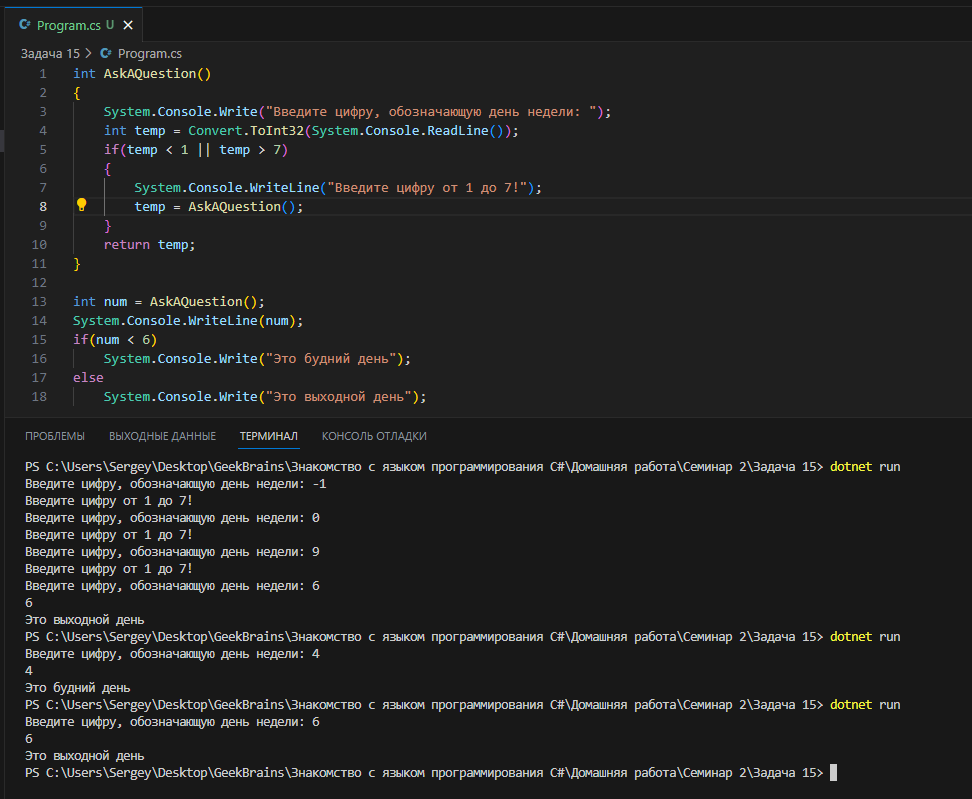 Program.cs U
Задача 15 > Program.cs
1 int AskAQuestion()
2 {
3 System.Console.Write("Введите цифру, обозначающую день недели: ");
4 int temp = Convert.ToInt32(System.Console.ReadLine());
5 if(temp < 1 || temp > 7)
6 {
7 System.Console.WriteLine("Введите цифру от 1 до 7!");
8 temp = AskAQuestion();
9 }
10 return temp;
11 }
12
13 int num = AskAQuestion();
14 System.Console.WriteLine(num);
15 if(num < 6)
16 System.Console.Write("Это будний день");
17 else
18 System.Console.Write("Это выходной день");
ПРОБЛЕМЫ ВЫХОДНЫЕ ДАННЫЕ ТЕРМИНАЛ КОНСОЛЬ ОТЛАДКИ
PS C:\Users\Sergey\Desktop\GeekBrains\Знакомство с языком программирования C#\Домашняя работа\Семинар 2\Задача 15> dotnet run
Введите цифру, обозначающую день недели: -1
Введите цифру от 1 до 7!
Введите цифру, обозначающую день недели: 0
Введите цифру от 1 до 7!
Введите цифру, обозначающую день недели: 9
Введите цифру от 1 до 7!
Введите цифру, обозначающую день недели: 6
6
Это выходной день
PS C:\Users\Sergey\Desktop\GeekBrains\Знакомство с языком программирования C#\Домашняя работа\Семинар 2\Задача 15> dotnet run
Введите цифру, обозначающую день недели: 4
4
Это будний день
PS C:\Users\Sergey\Desktop\GeekBrains\Знакомство с языком программирования C#\Домашняя работа\Семинар 2\Задача 15> dotnet run
Введите цифру, обозначающую день недели: 6
6
Это выходной день
PS C:\Users\Sergey\Desktop\GeekBrains\Знакомство с языком программирования C#\Домашняя работа\Семинар 2\Задача 15>